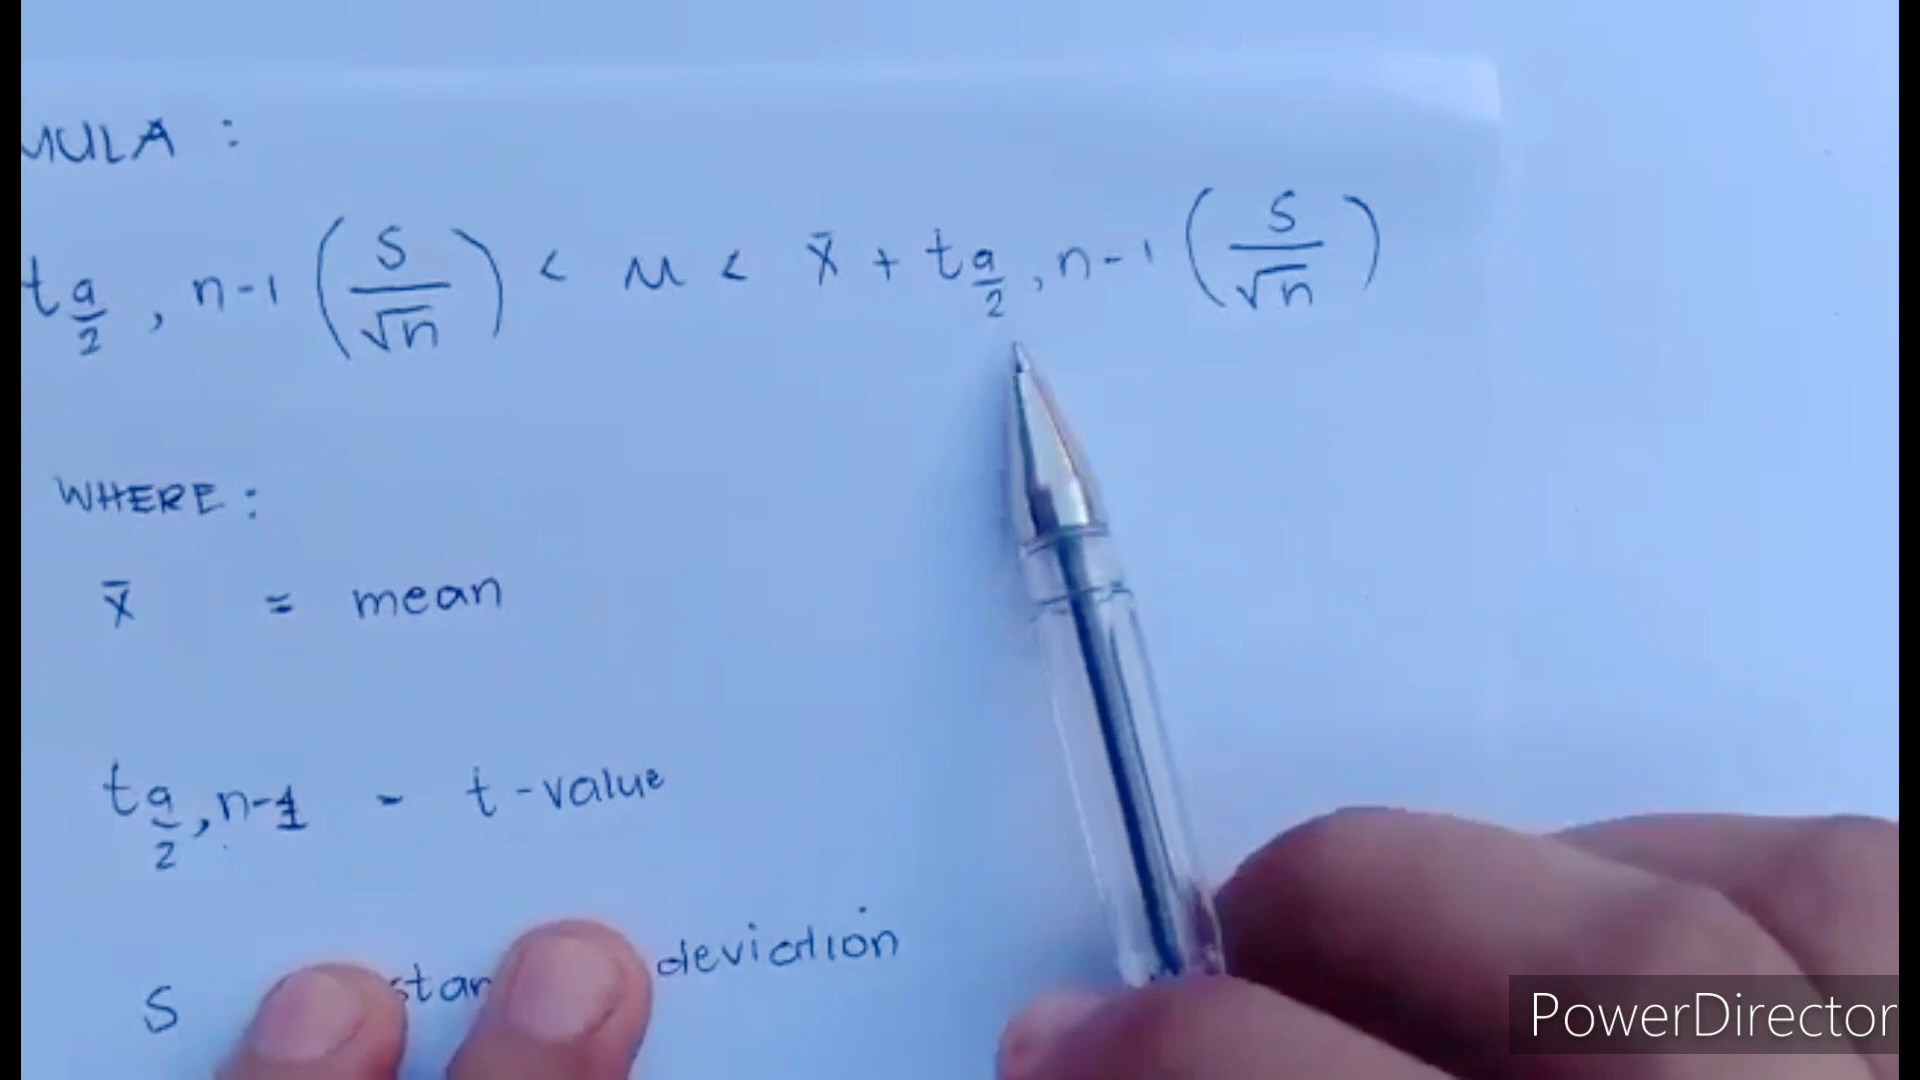 MULA :
t a/2 , n-1 ( S / √n ) < м < x̄ + t a/2 , n-1 ( S / √n )
WHERE :
x̄ = mean
t a/2 , n-1 - t-value
S deviation
PowerDirector